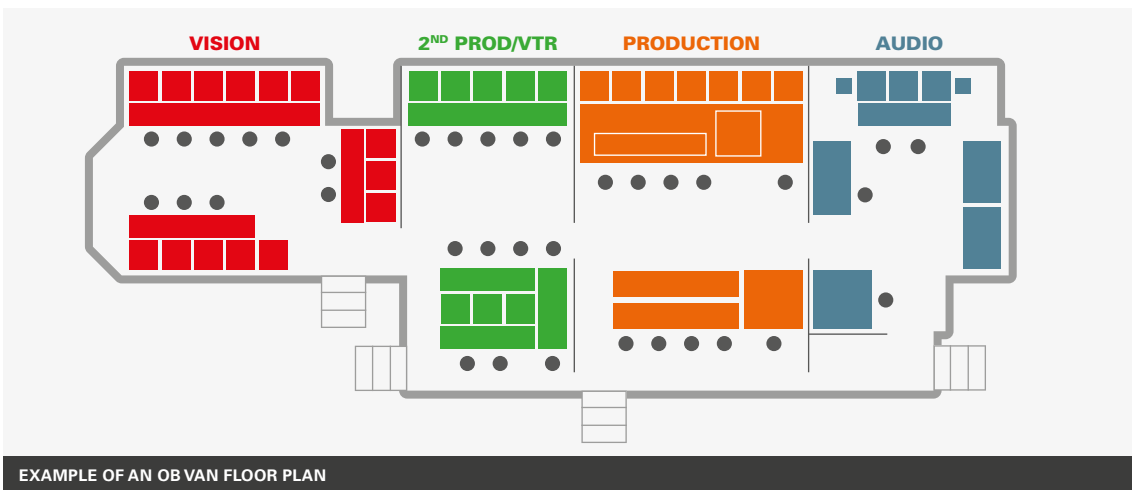 VISION
2ND PROD/VTR
PRODUCTION
AUDIO
EXAMPLE OF AN OB VAN FLOOR PLAN